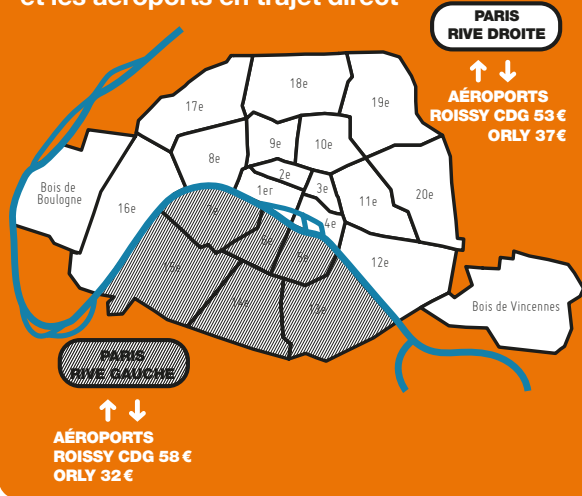 et les aéroports en trajet direct
PARIS
RIVE DROITE
AÉROPORTS
ROISSY CDG 53 €
ORLY 37€
18e
17e
19e
9e
10e
8e
2e
Bois de
Boulogne
1er
3e
11e
20e
16e
7e
4e
6e
5e
12e
15e
14e
13e
Bois de Vincennes
PARIS
RIVE GAUCHE
AÉROPORTS
ROISSY CDG 58 €
ORLY 32 €